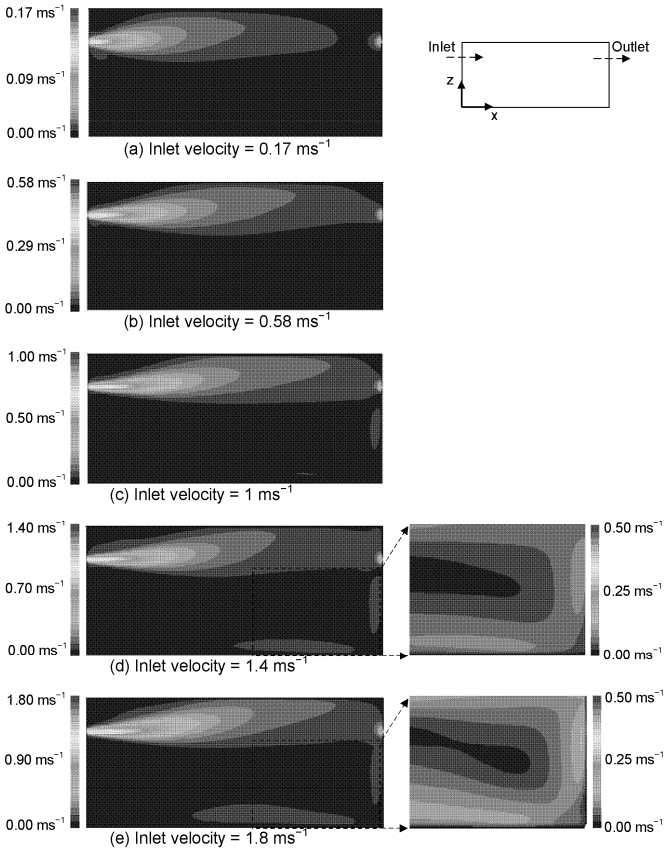 0.17 ms⁻¹
0.09 ms⁻¹
0.00 ms⁻¹
(a) Inlet velocity = 0.17 ms⁻¹
Inlet
Outlet
z
x
0.58 ms⁻¹
0.29 ms⁻¹
0.00 ms⁻¹
(b) Inlet velocity = 0.58 ms⁻¹
1.00 ms⁻¹
0.50 ms⁻¹
0.00 ms⁻¹
(c) Inlet velocity = 1 ms⁻¹
1.40 ms⁻¹
0.70 ms⁻¹
0.00 ms⁻¹
(d) Inlet velocity = 1.4 ms⁻¹
0.50 ms⁻¹
0.25 ms⁻¹
0.00 ms⁻¹
1.80 ms⁻¹
0.90 ms⁻¹
0.00 ms⁻¹
(e) Inlet velocity = 1.8 ms⁻¹
0.50 ms⁻¹
0.25 ms⁻¹
0.00 ms⁻¹